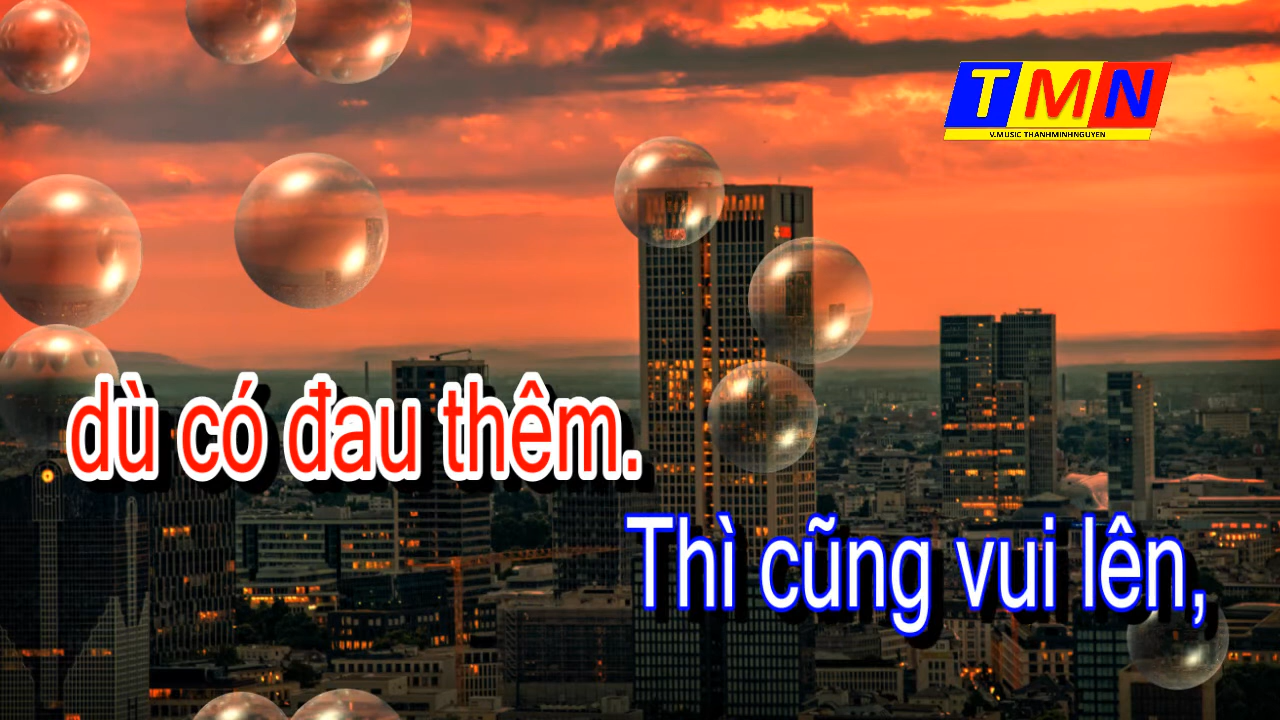 TMN
V.MUSIC THANHMINHNGUYEN
dù có đau thêm.
Thì cũng vui lên,